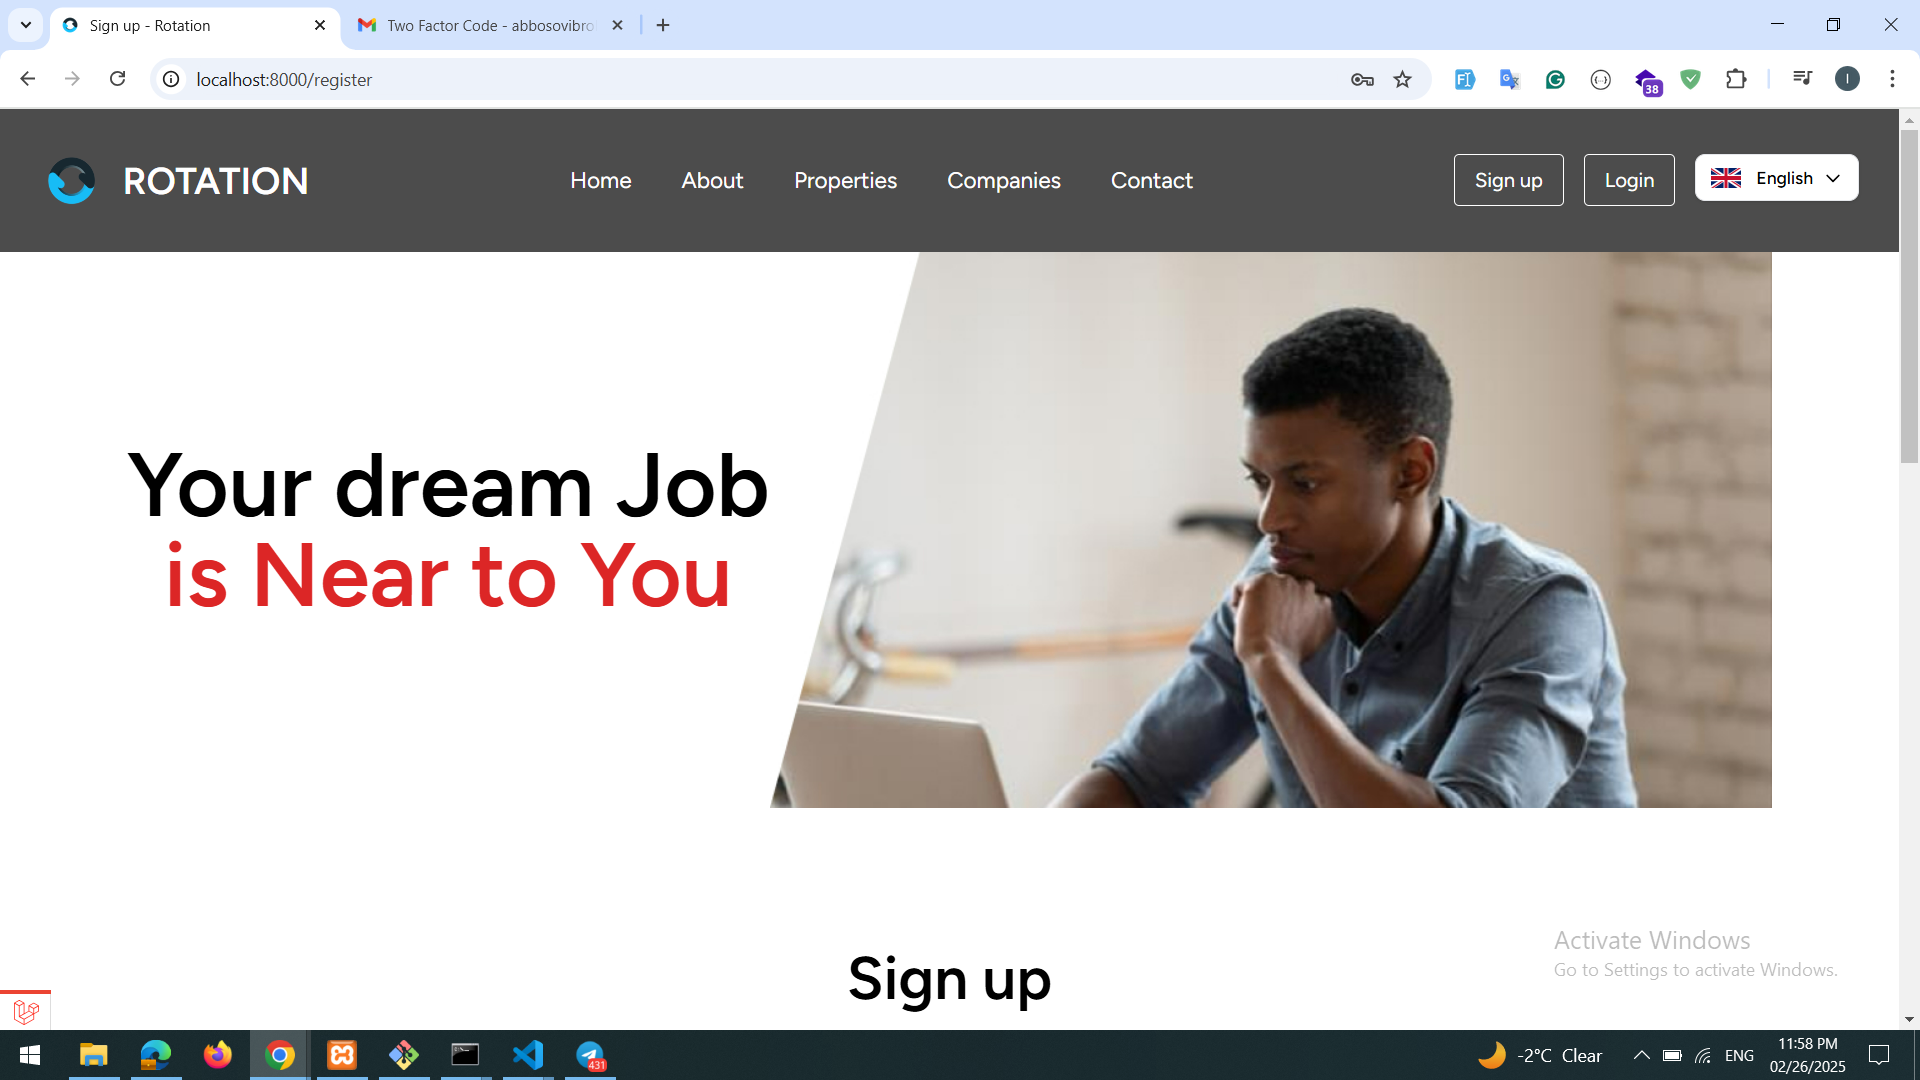 Sign up - Rotation
Two Factor Code - abbosovibro
localhost:8000/register
38
ROTATION
Home
About
Properties
Companies
Contact
Sign up
Login
English
Your dream Job
is Near to You
Sign up
Activate Windows
Go to Settings to activate Windows.
431
-2°C Clear
ENG
11:58 PM
02/26/2025